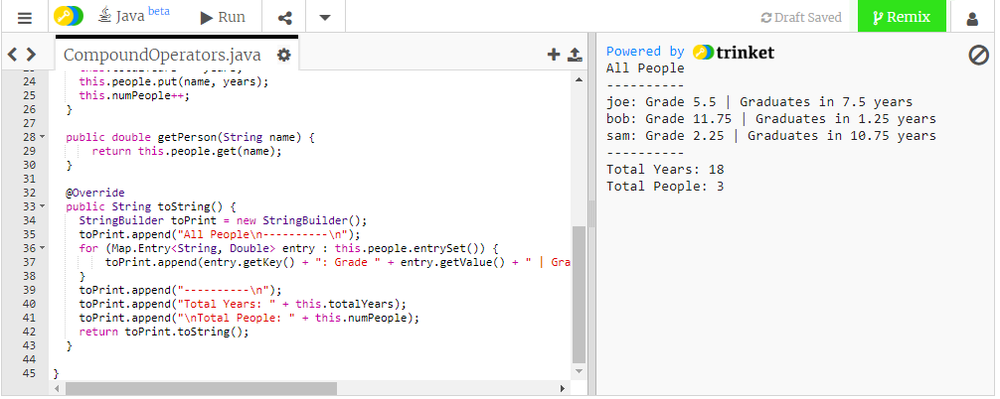 Java beta
Run
Draft Saved
Remix
CompoundOperators.java
24 this.people.put(name, years);
25 this.numPeople++;
26 }
27
28 public double getPerson(String name) {
29 return this.people.get(name);
30 }
31
32 @Override
33 public String toString() {
34 StringBuilder toPrint = new StringBuilder();
35 toPrint.append("All People\n----------\n");
36 for (Map.Entry<String, Double> entry : this.people.entrySet()) {
37 toPrint.append(entry.getKey() + ": Grade " + entry.getValue() + " | Gra
38 }
39 toPrint.append("----------\n");
40 toPrint.append("Total Years: " + this.totalYears);
41 toPrint.append("\nTotal People: " + this.numPeople);
42 return toPrint.toString();
43 }
44
45 }
Powered by trinket
All People
----------
joe: Grade 5.5 | Graduates in 7.5 years
bob: Grade 11.75 | Graduates in 1.25 years
sam: Grade 2.25 | Graduates in 10.75 years
----------
Total Years: 18
Total People: 3